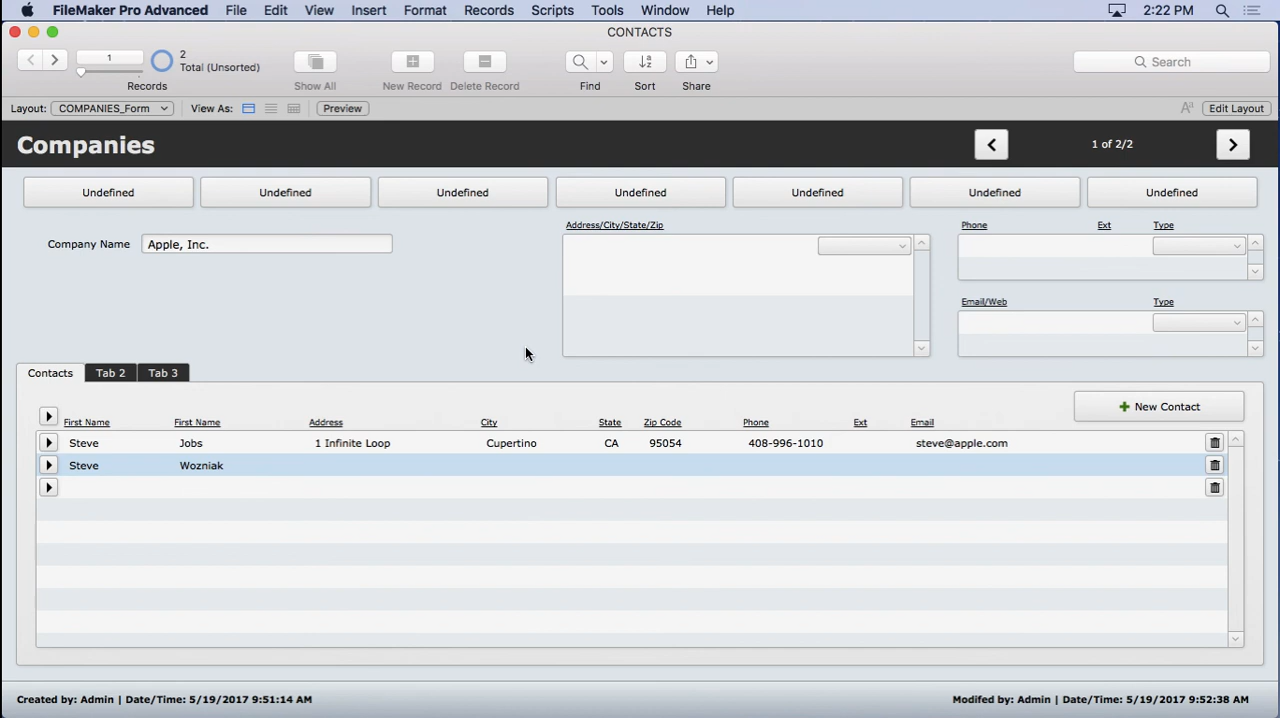 FileMaker Pro Advanced File Edit View Insert Format Records Scripts Tools Window Help 2:22 PM
CONTACTS
1 2 Total (Unsorted) Records Show All New Record Delete Record Find Sort Share Search
Layout: COMPANIES_Form View As: Preview Aª Edit Layout
Companies 1 of 2/2
Undefined Undefined Undefined Undefined Undefined Undefined Undefined
Address/City/State/Zip Phone Ext Type
Company Name Apple, Inc.
Email/Web Type
Contacts Tab 2 Tab 3
New Contact
First Name First Name Address City State Zip Code Phone Ext Email
Steve Jobs 1 Infinite Loop Cupertino CA 95054 408-996-1010 steve@apple.com
Steve Wozniak
Created by: Admin | Date/Time: 5/19/2017 9:51:14 AM Modifed by: Admin | Date/Time: 5/19/2017 9:52:38 AM